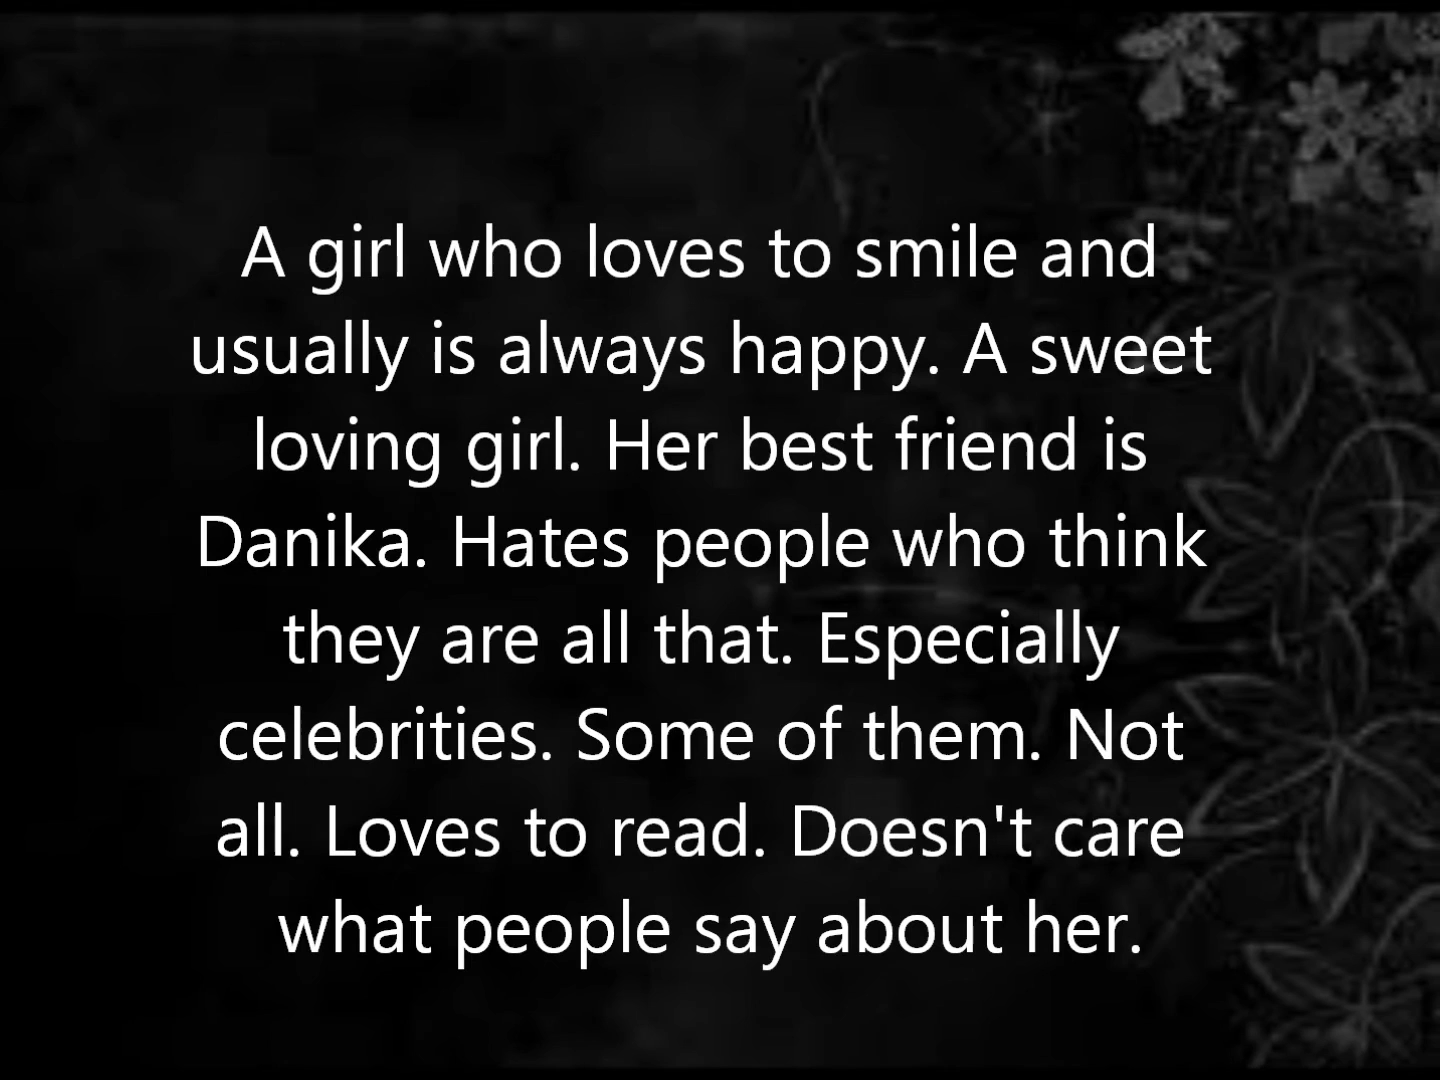 A girl who loves to smile and
usually is always happy. A sweet
loving girl. Her best friend is
Danika. Hates people who think
they are all that. Especially
celebrities. Some of them. Not
all. Loves to read. Doesn't care
what people say about her.